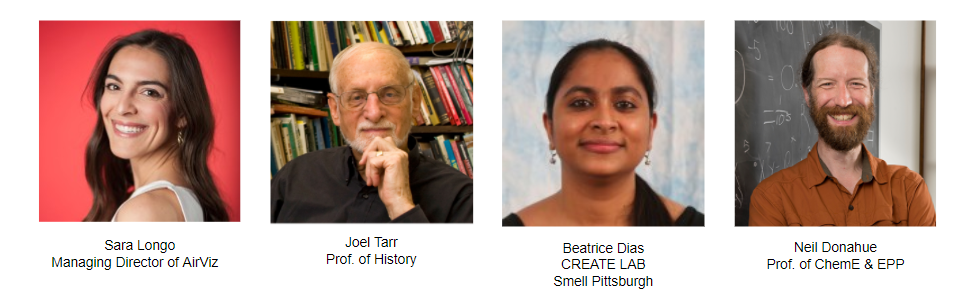 Sara Longo
Managing Director of AirViz
Joel Tarr
Prof. of History
Beatrice Dias
CREATE LAB
Smell Pittsburgh
Neil Donahue
Prof. of ChemE & EPP